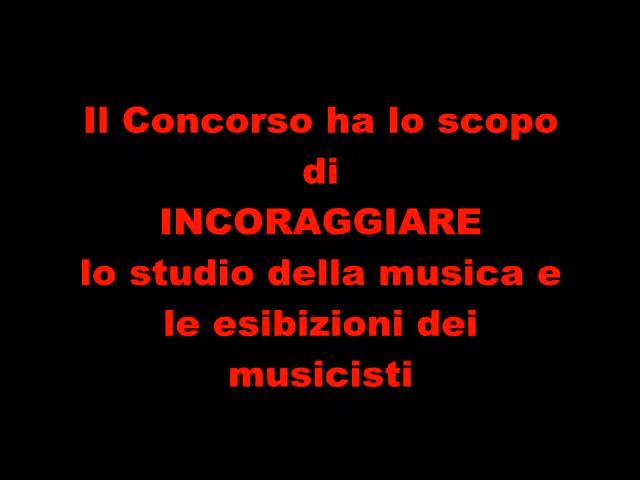 Il Concorso ha lo scopo
di
INCORAGGIARE
lo studio della musica e
le esibizioni dei
musicisti